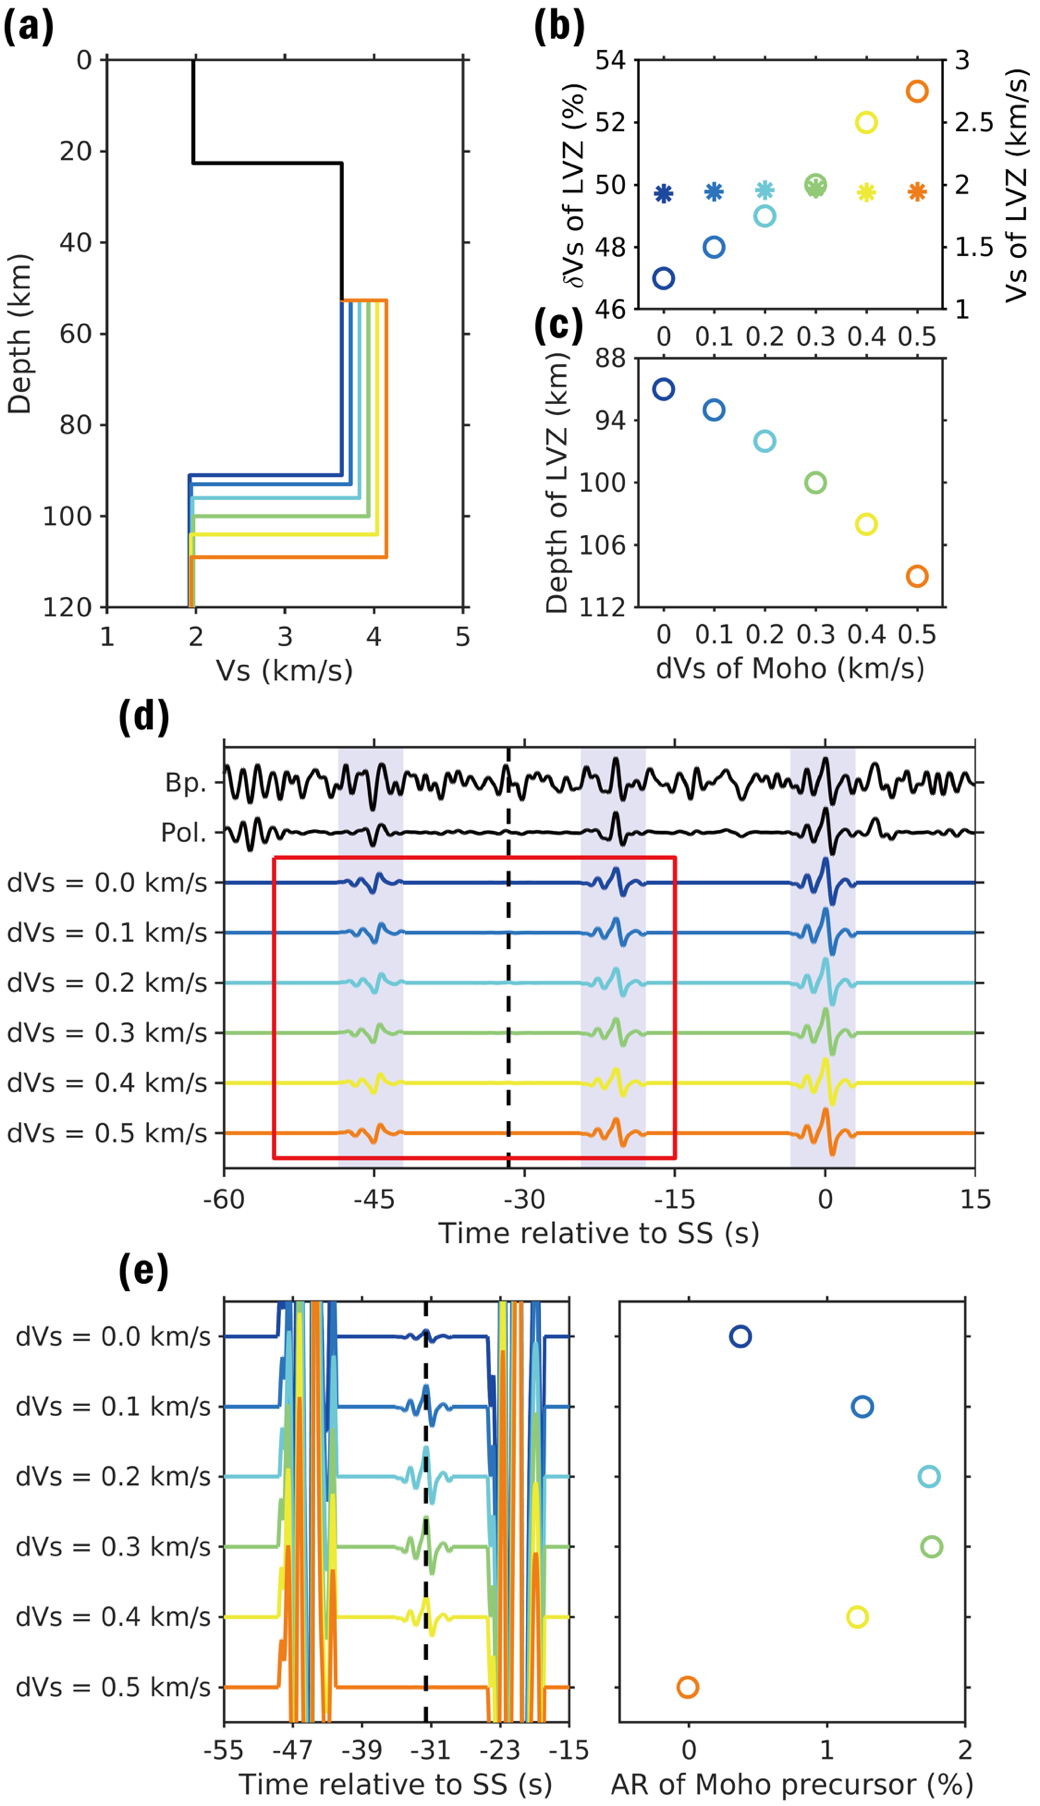 (a)
0
20
40
60
80
100
120
Depth (km)
1 2 3 4 5
Vs (km/s)
(b)
54
52
50
48
46
δVs of LVZ (%)
3
2.5
2
1.5
1
Vs of LVZ (km/s)
0 0.1 0.2 0.3 0.4 0.5
(c)
88
94
100
106
112
Depth of LVZ (km)
0 0.1 0.2 0.3 0.4 0.5
dVs of Moho (km/s)
(d)
Bp.
Pol.
dVs = 0.0 km/s
dVs = 0.1 km/s
dVs = 0.2 km/s
dVs = 0.3 km/s
dVs = 0.4 km/s
dVs = 0.5 km/s
-60 -45 -30 -15 0 15
Time relative to SS (s)
(e)
dVs = 0.0 km/s
dVs = 0.1 km/s
dVs = 0.2 km/s
dVs = 0.3 km/s
dVs = 0.4 km/s
dVs = 0.5 km/s
-55 -47 -39 -31 -23 -15
Time relative to SS (s)
0 1 2
AR of Moho precursor (%)